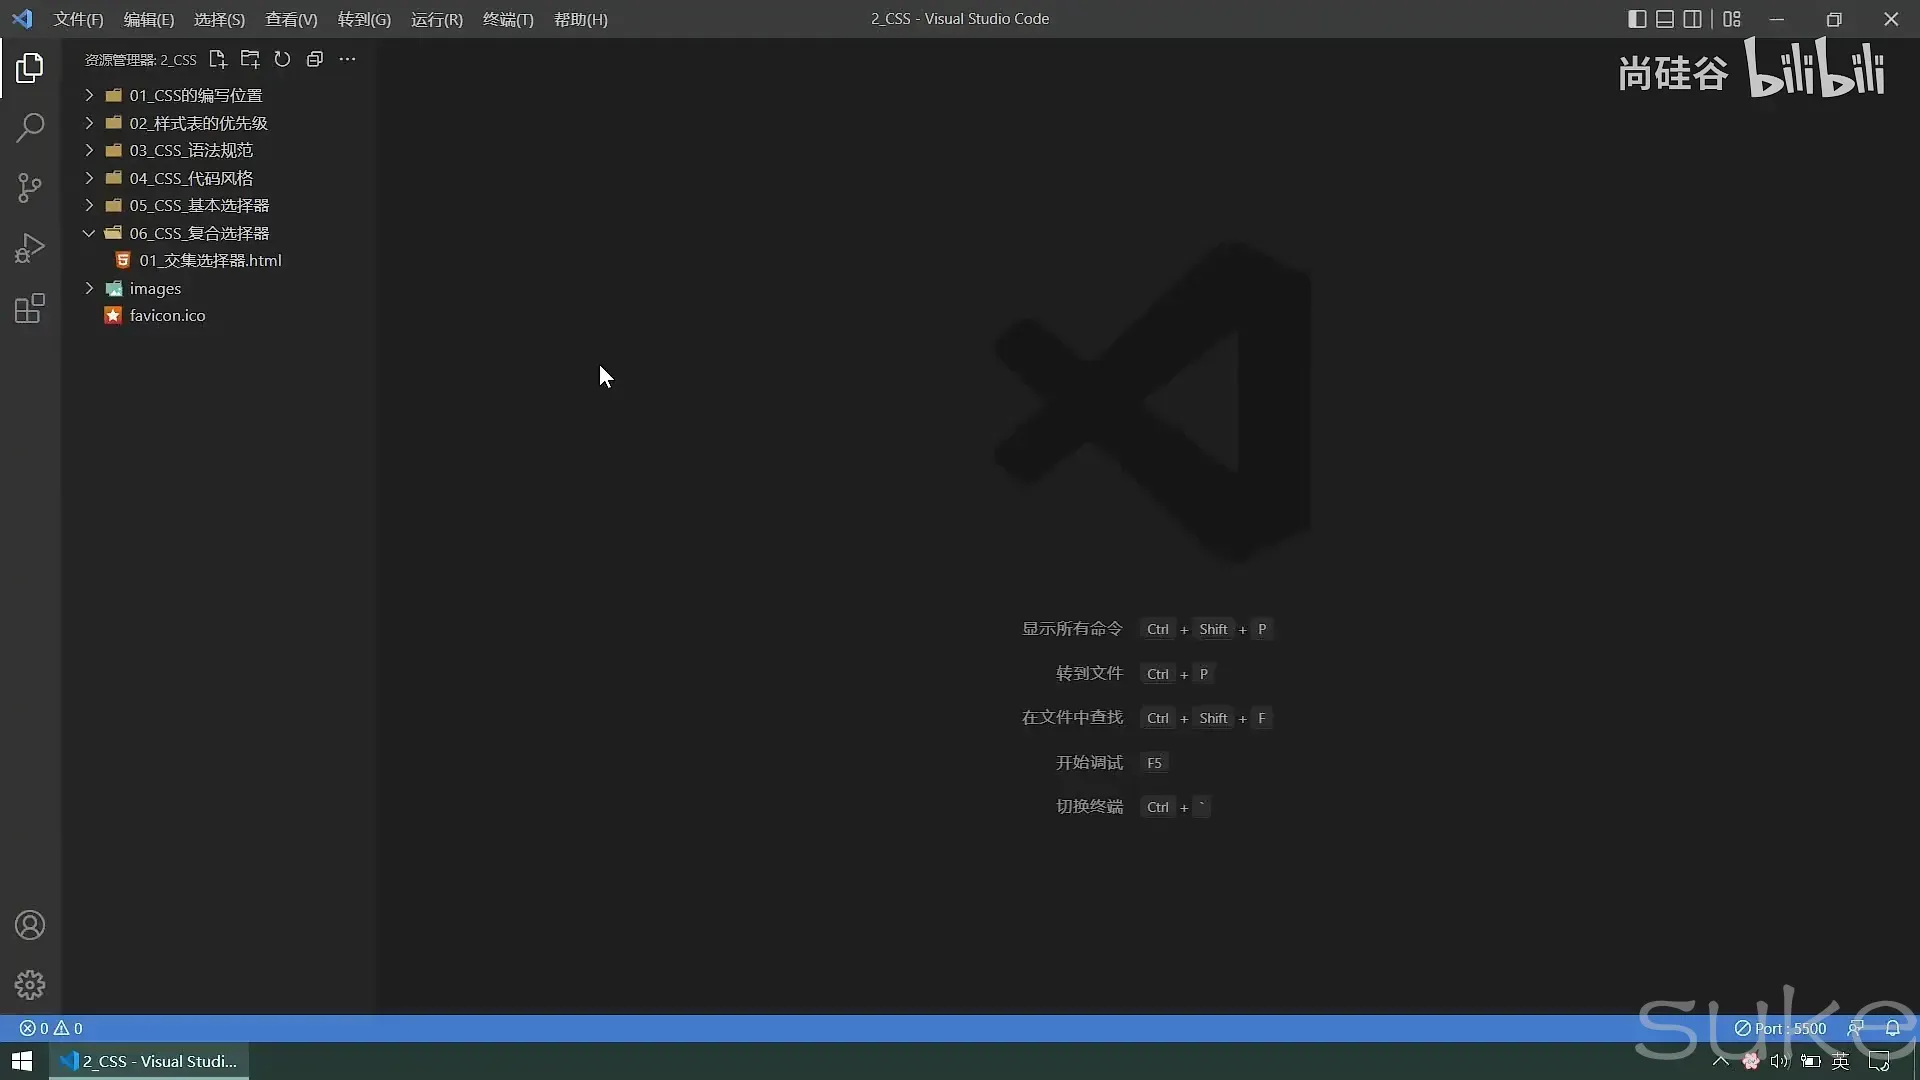 文件(F) 编辑(E) 选择(S) 查看(V) 转到(G) 运行(R) 终端(T) 帮助(H) 2_CSS - Visual Studio Code
资源管理器: 2_CSS
尚硅谷 bilibili
01_CSS的编写位置
02_样式表的优先级
03_CSS_语法规范
04_CSS_代码风格
05_CSS_基本选择器
06_CSS_复合选择器
01_交集选择器.html
images
favicon.ico
显示所有命令 Ctrl + Shift + P
转到文件 Ctrl + P
在文件中查找 Ctrl + Shift + F
开始调试 F5
切换终端 Ctrl + `
0 0 Port : 5500
suke
2_CSS - Visual Studi... 英